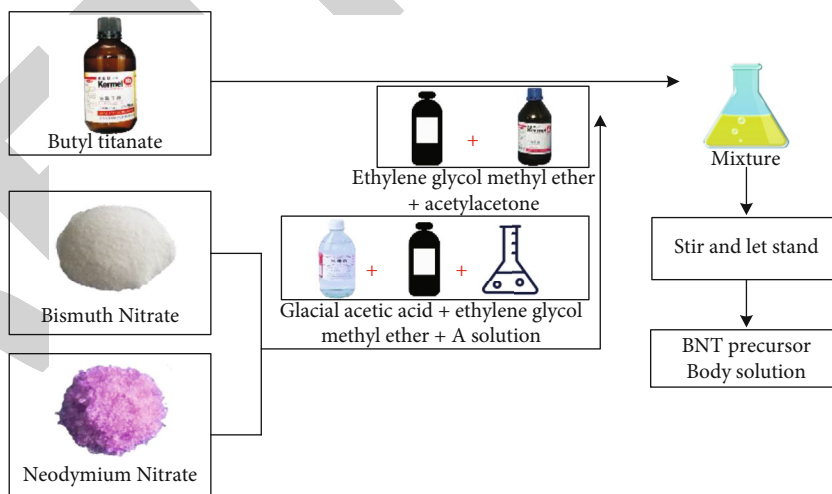 Kermel
Butyl titanate
Bismuth Nitrate
Neodymium Nitrate
Ethylene glycol methyl ether
+ acetylacetone
Glacial acetic acid + ethylene glycol
methyl ether + A solution
Mixture
Stir and let stand
BNT precursor
Body solution